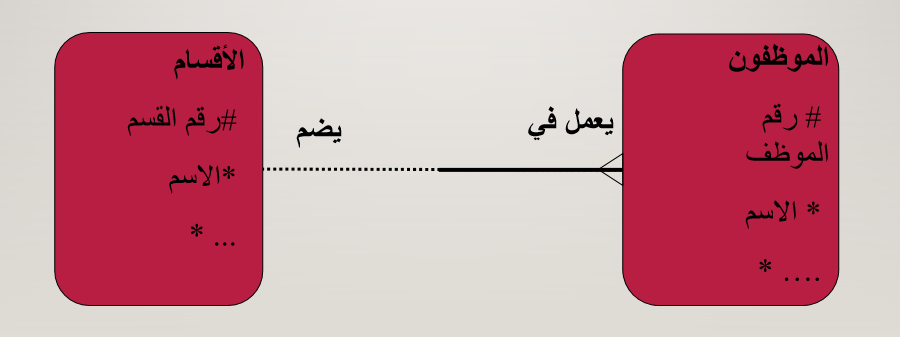 الموظفون
# رقم
الموظف
* الاسم
* ....
يعمل في
يضم
الأقسام
#رقم القسم
*الاسم
* ...